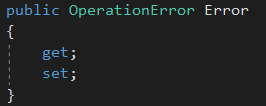 public OperationError Error
{
get;
set;
}